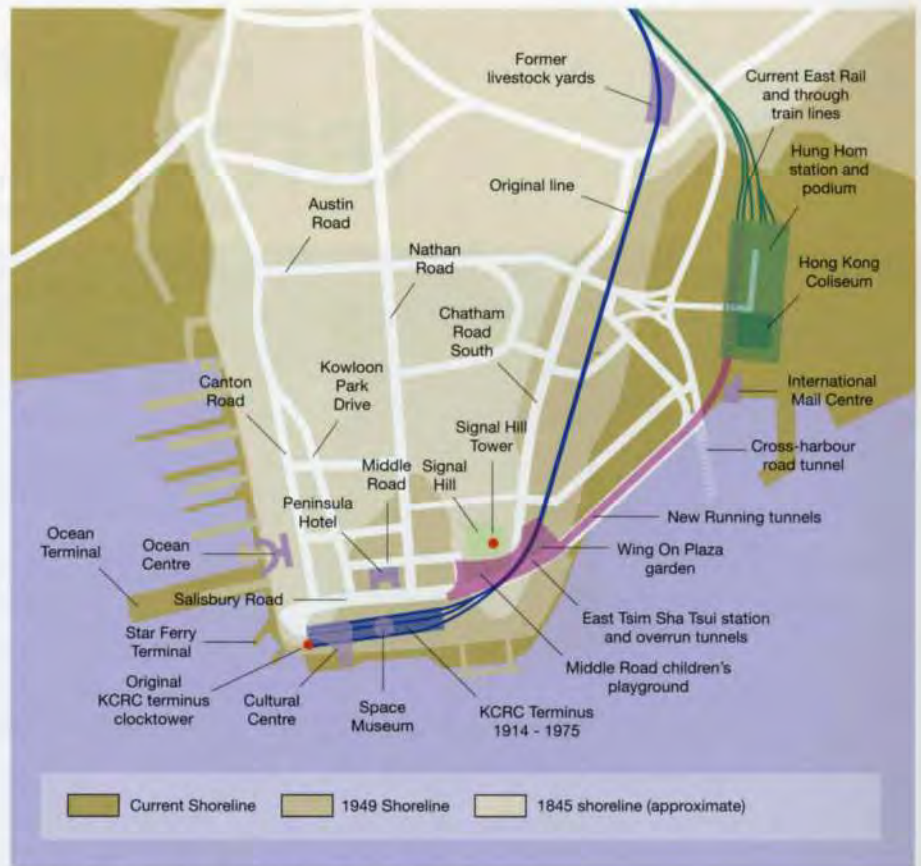 Former
livestock yards
Current East Rail
and through
train lines
Hung Hom
station and
podium
Original line
Austin
Road
Nathan
Road
Hong Kong
Coliseum
Chatham
Road
South
Canton
Road
Kowloon
Park
Drive
International
Mail Centre
Signal Hill
Tower
Middle
Road
Signal
Hill
Cross-harbour
road tunnel
Peninsula
Hotel
New Running tunnels
Ocean
Terminal
Ocean
Centre
Wing On Plaza
garden
Salisbury Road
East Tsim Sha Tsui station
and overrun tunnels
Star Ferry
Terminal
Middle Road children's
playground
Original
KCRC terminus
clocktower
Cultural
Centre
Space
Museum
KCRC Terminus
1914 - 1975
Current Shoreline
1949 Shoreline
1845 shoreline (approximate)